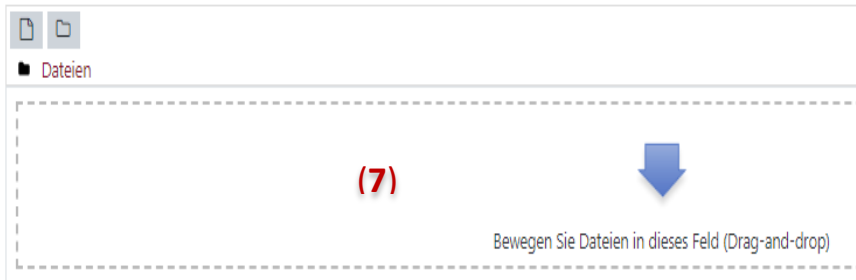 Dateien
(7)
Bewegen Sie Dateien in dieses Feld (Drag-and-drop)